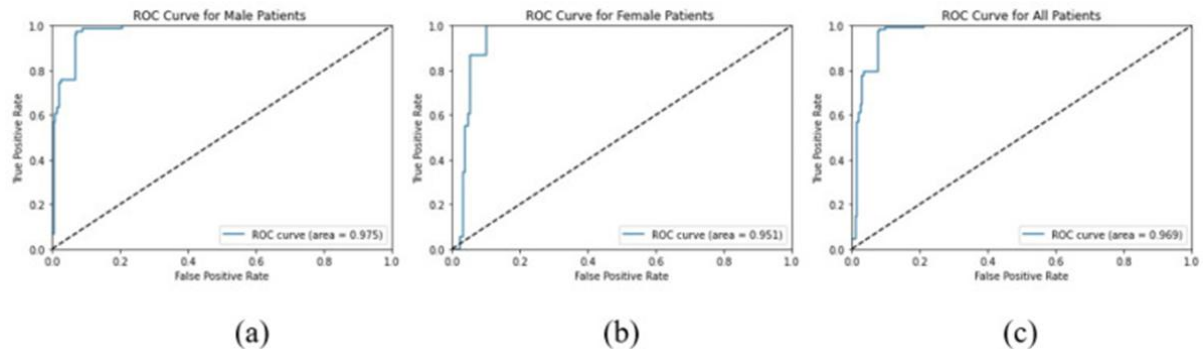 ROC Curve for Male Patients
1.0
0.8
0.6
0.4
0.2
0.0
True Positive Rate
0.0 0.2 0.4 0.6 0.8 1.0
False Positive Rate
ROC curve (area = 0.975)
(a)
ROC Curve for Female Patients
1.0
0.8
0.6
0.4
0.2
0.0
True Positive Rate
0.0 0.2 0.4 0.6 0.8 1.0
False Positive Rate
ROC curve (area = 0.951)
(b)
ROC Curve for All Patients
1.0
0.8
0.6
0.4
0.2
0.0
True Positive Rate
0.0 0.2 0.4 0.6 0.8 1.0
False Positive Rate
ROC curve (area = 0.969)
(c)